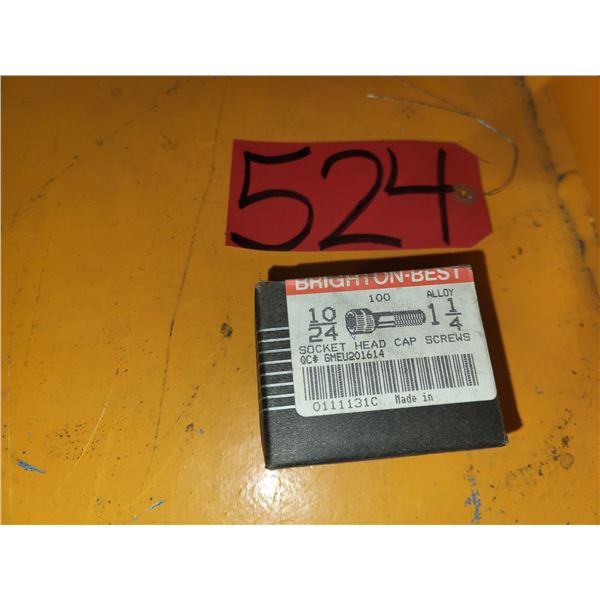 524
BRIGHTON-BEST
100 ALLOY
10/24 1 1/4
SOCKET HEAD CAP SCREWS
QC# GMEU201614
0111131C Made in